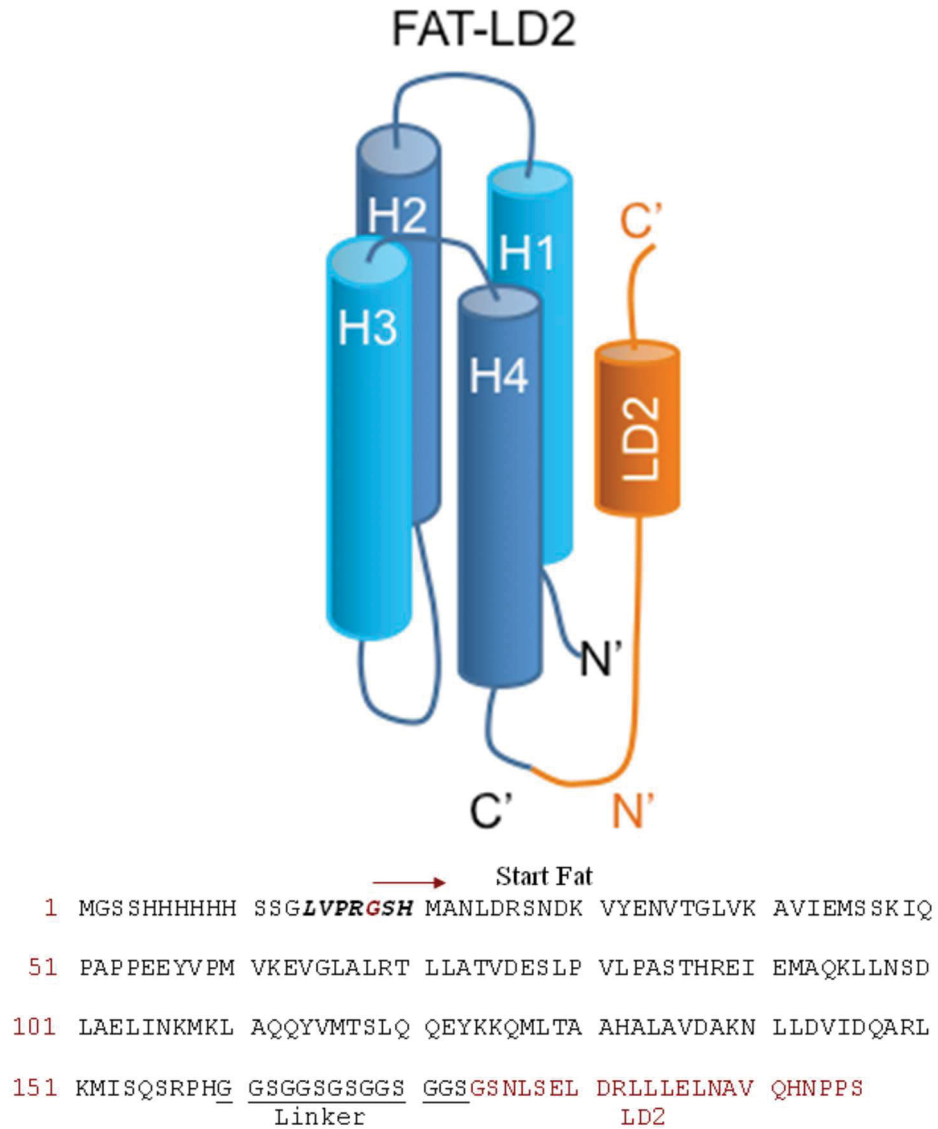 FAT-LD2
H2
H1
C'
H3
H4
LD2
N'
C'
N'
Start Fat
1 MGSSHHHHHH SSGLVPRGSH MANLDRSNDK VYENVTGLVK AVIEMSSKIQ
51 PAPPEEYVPM VKEVGLALRT LLATVDESLP VLPASTHREI EMAQKLLNSD
101 LAELINKMKL AQQYVMTSLQ QEYKKQMLTA AHALAVDAKN LLDVIDQARL
151 KMISQSRPHG GSGGSGSGGS GGSGSNLSEL DRLLLELNAV QHNPPS
Linker LD2